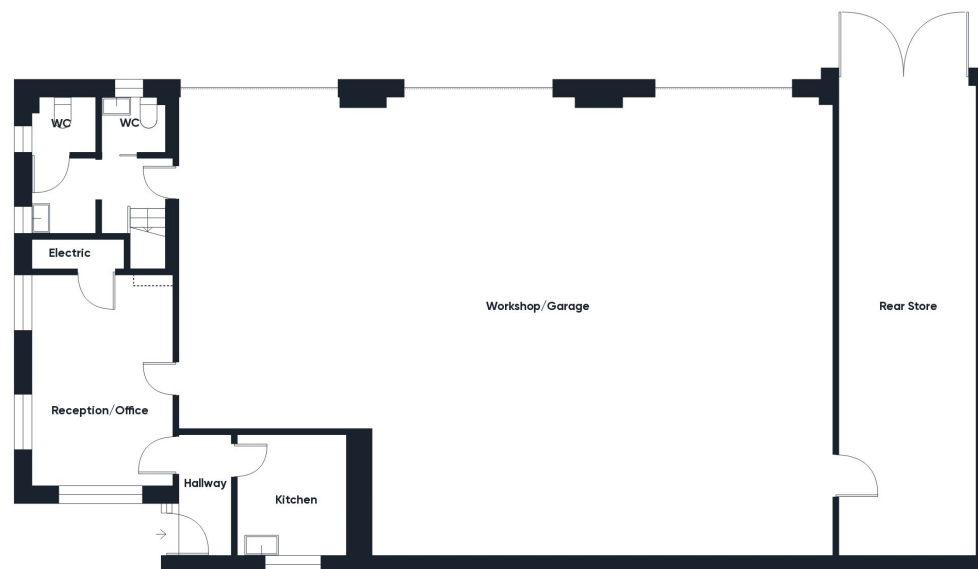 WC
WC
Electric
Workshop/Garage
Rear Store
Reception/Office
Hallway
Kitchen